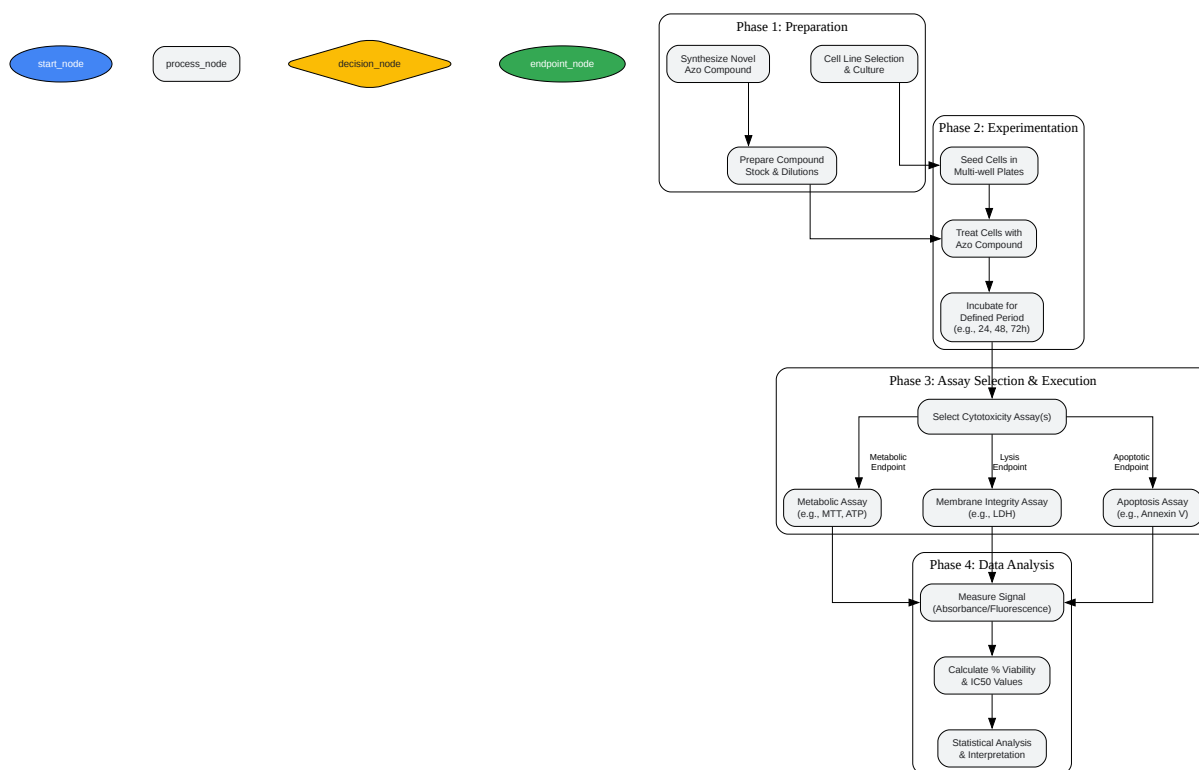 start_node
process_node
decision_node
endpoint_node
Phase 1: Preparation
Synthesize Novel
Azo Compound
Cell Line Selection
& Culture
Prepare Compound
Stock & Dilutions
Phase 2: Experimentation
Seed Cells in
Multi-well Plates
Treat Cells with
Azo Compound
Incubate for
Defined Period
(e.g., 24, 48, 72h)
Phase 3: Assay Selection & Execution
Select Cytotoxicity Assay(s)
Metabolic
Endpoint
Lysis
Endpoint
Apoptotic
Endpoint
Metabolic Assay
(e.g., MTT, ATP)
Membrane Integrity Assay
(e.g., LDH)
Apoptosis Assay
(e.g., Annexin V)
Phase 4: Data Analysis
Measure Signal
(Absorbance/Fluorescence)
Calculate % Viability
& IC50 Values
Statistical Analysis
& Interpretation